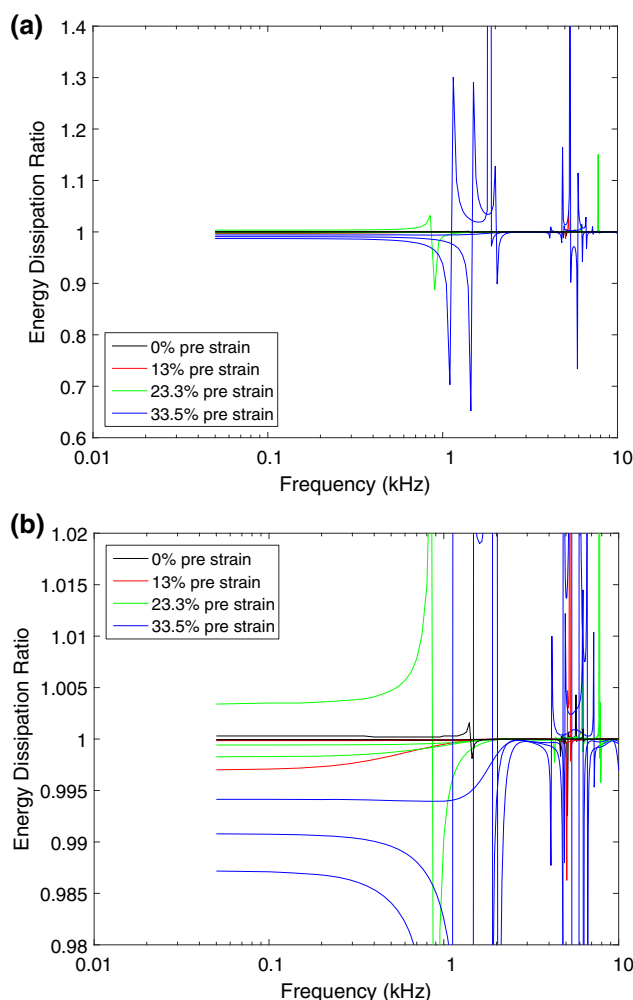 (a)
1.4
1.3
1.2
1.1
1
0.9
0.8
0.7
0.6
Energy Dissipation Ratio
0% pre strain
13% pre strain
23.3% pre strain
33.5% pre strain
0.01 0.1 1 10
Frequency (kHz)
(b)
1.02
1.015
1.01
1.005
1
0.995
0.99
0.985
0.98
Energy Dissipation Ratio
0% pre strain
13% pre strain
23.3% pre strain
33.5% pre strain
0.01 0.1 1 10
Frequency (kHz)